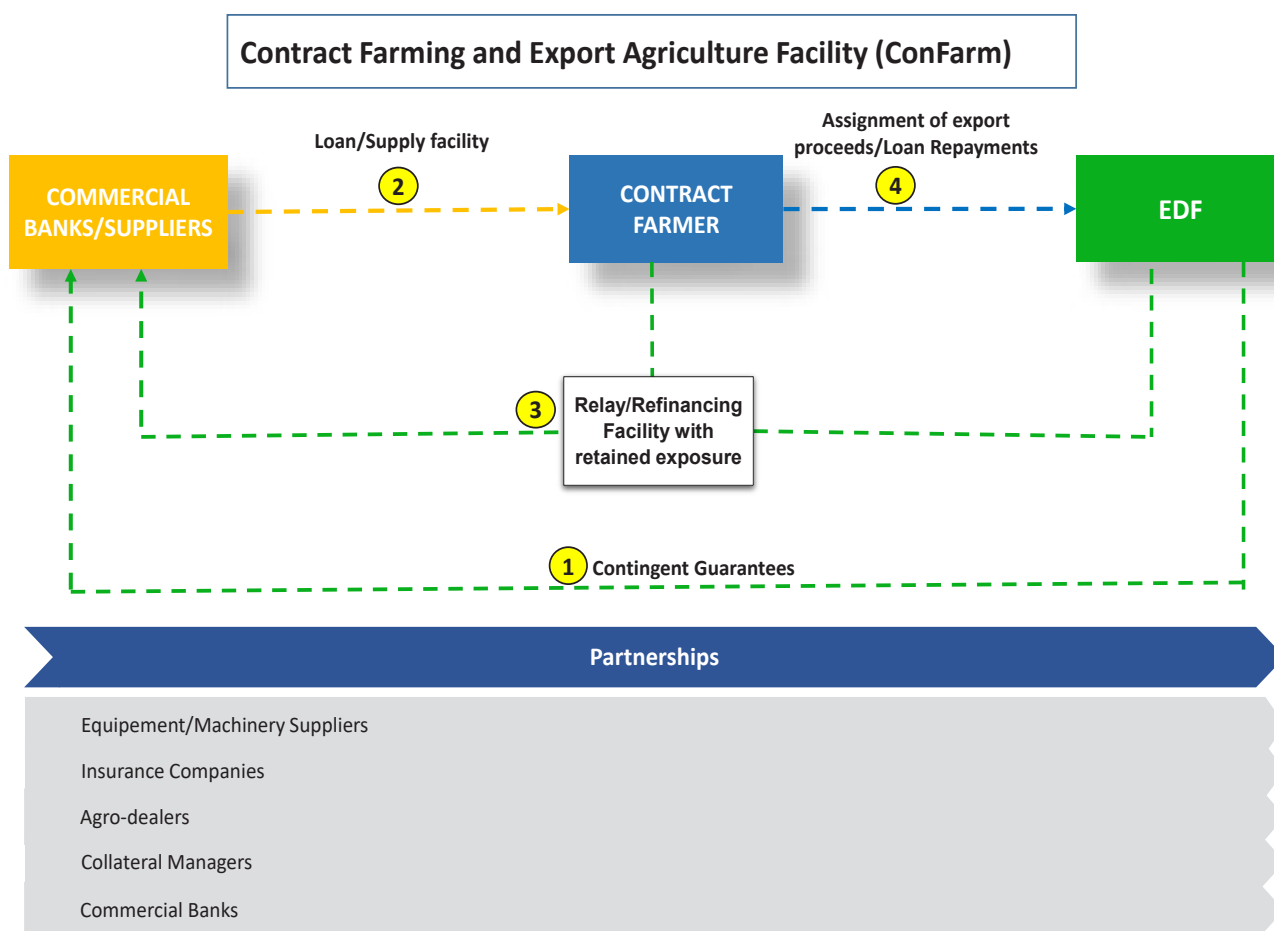 Contract Farming and Export Agriculture Facility (ConFarm)
Loan/Supply facility
2
Assignment of export
proceeds/Loan Repayments
4
COMMERCIAL
BANKS/SUPPLIERS
CONTRACT
FARMER
EDF
3
Relay/Refinancing
Facility with
retained exposure
1 Contingent Guarantees
Partnerships
Equipement/Machinery Suppliers
Insurance Companies
Agro-dealers
Collateral Managers
Commercial Banks